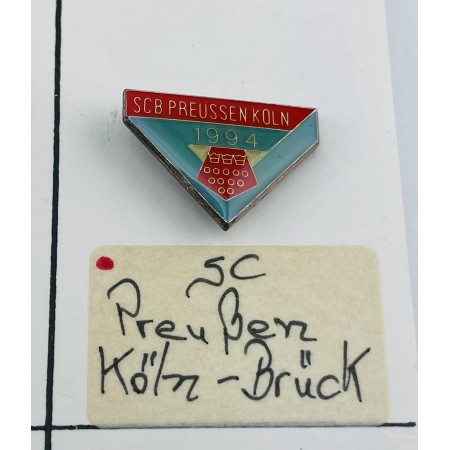 SCB PREUSSEN KÖLN
1994
SC
Preußen
Köln-Brück